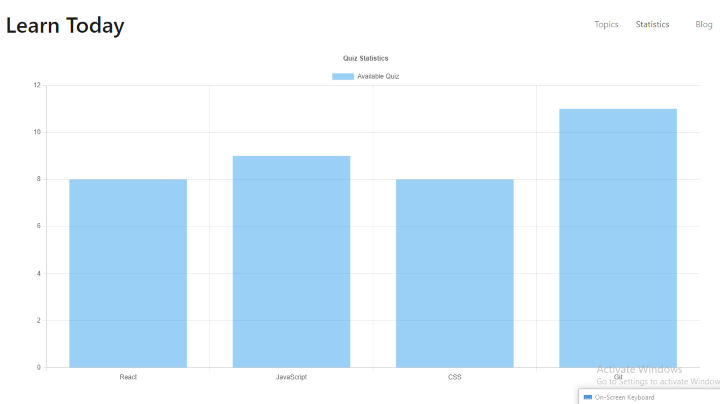 Learn Today
Topics Statistics Blog
Quiz Statistics
Available Quiz
12
10
8
6
4
2
0
React JavaScript CSS Git
Activate Windows
Go to Settings to activate Window
On-Screen Keyboard